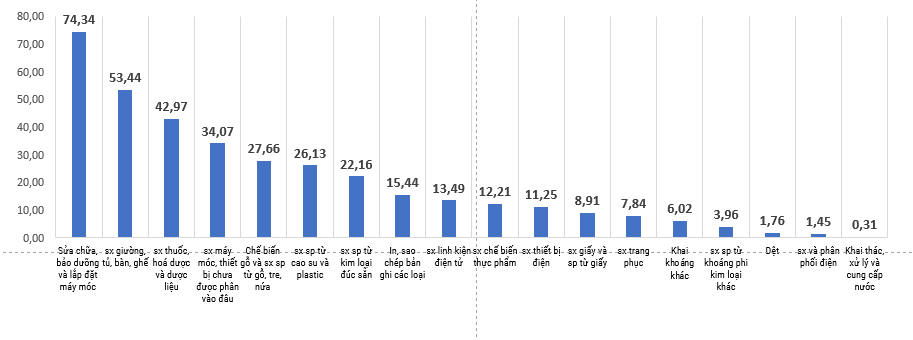 80,00
70,00
60,00
50,00
40,00
30,00
20,00
10,00
0,00
74,34
53,44
42,97
34,07
27,66
26,13
22,16
15,44
13,49
12,21
11,25
8,91
7,84
6,02
3,96
1,76
1,45
0,31
Sửa chữa,
bảo dưỡng
và lắp đặt
máy móc
sx giường,
tủ, bàn, ghế
sx thuốc,
hoá dược
và dược
liệu
sx máy
móc, thiết
bị chưa
được phân
vào đâu
Chế biến
gỗ và sx sp
từ gỗ, tre,
nứa
sx sp từ
cao su và
plastic
sx sp từ
kim loại
đúc sẵn
In, sao
chép bản
ghi các loại
sx linh kiện
điện tử
sx chế biến
thực phẩm
sx thiết bị
điện
sx giấy và
sp từ giấy
sx trang
phục
Khai
khoáng
khác
sx sp từ
khoáng phi
kim loại
khác
Dệt
sx và phân
phối điện
Khai thác,
xử lý và
cung cấp
nước